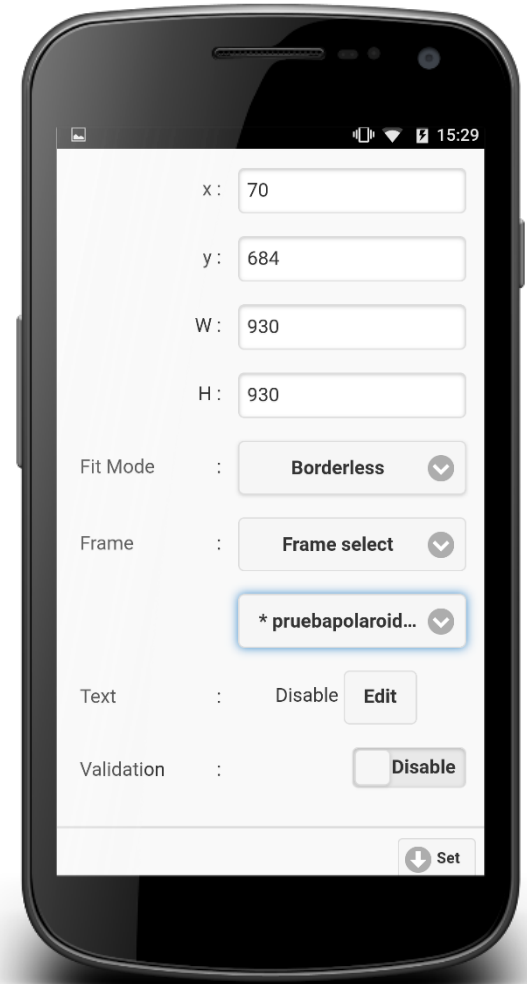 15:29
x : 70
y : 684
W : 930
H : 930
Fit Mode : Borderless
Frame : Frame select
* pruebapolaroid...
Text : Disable Edit
Validation : Disable
Set